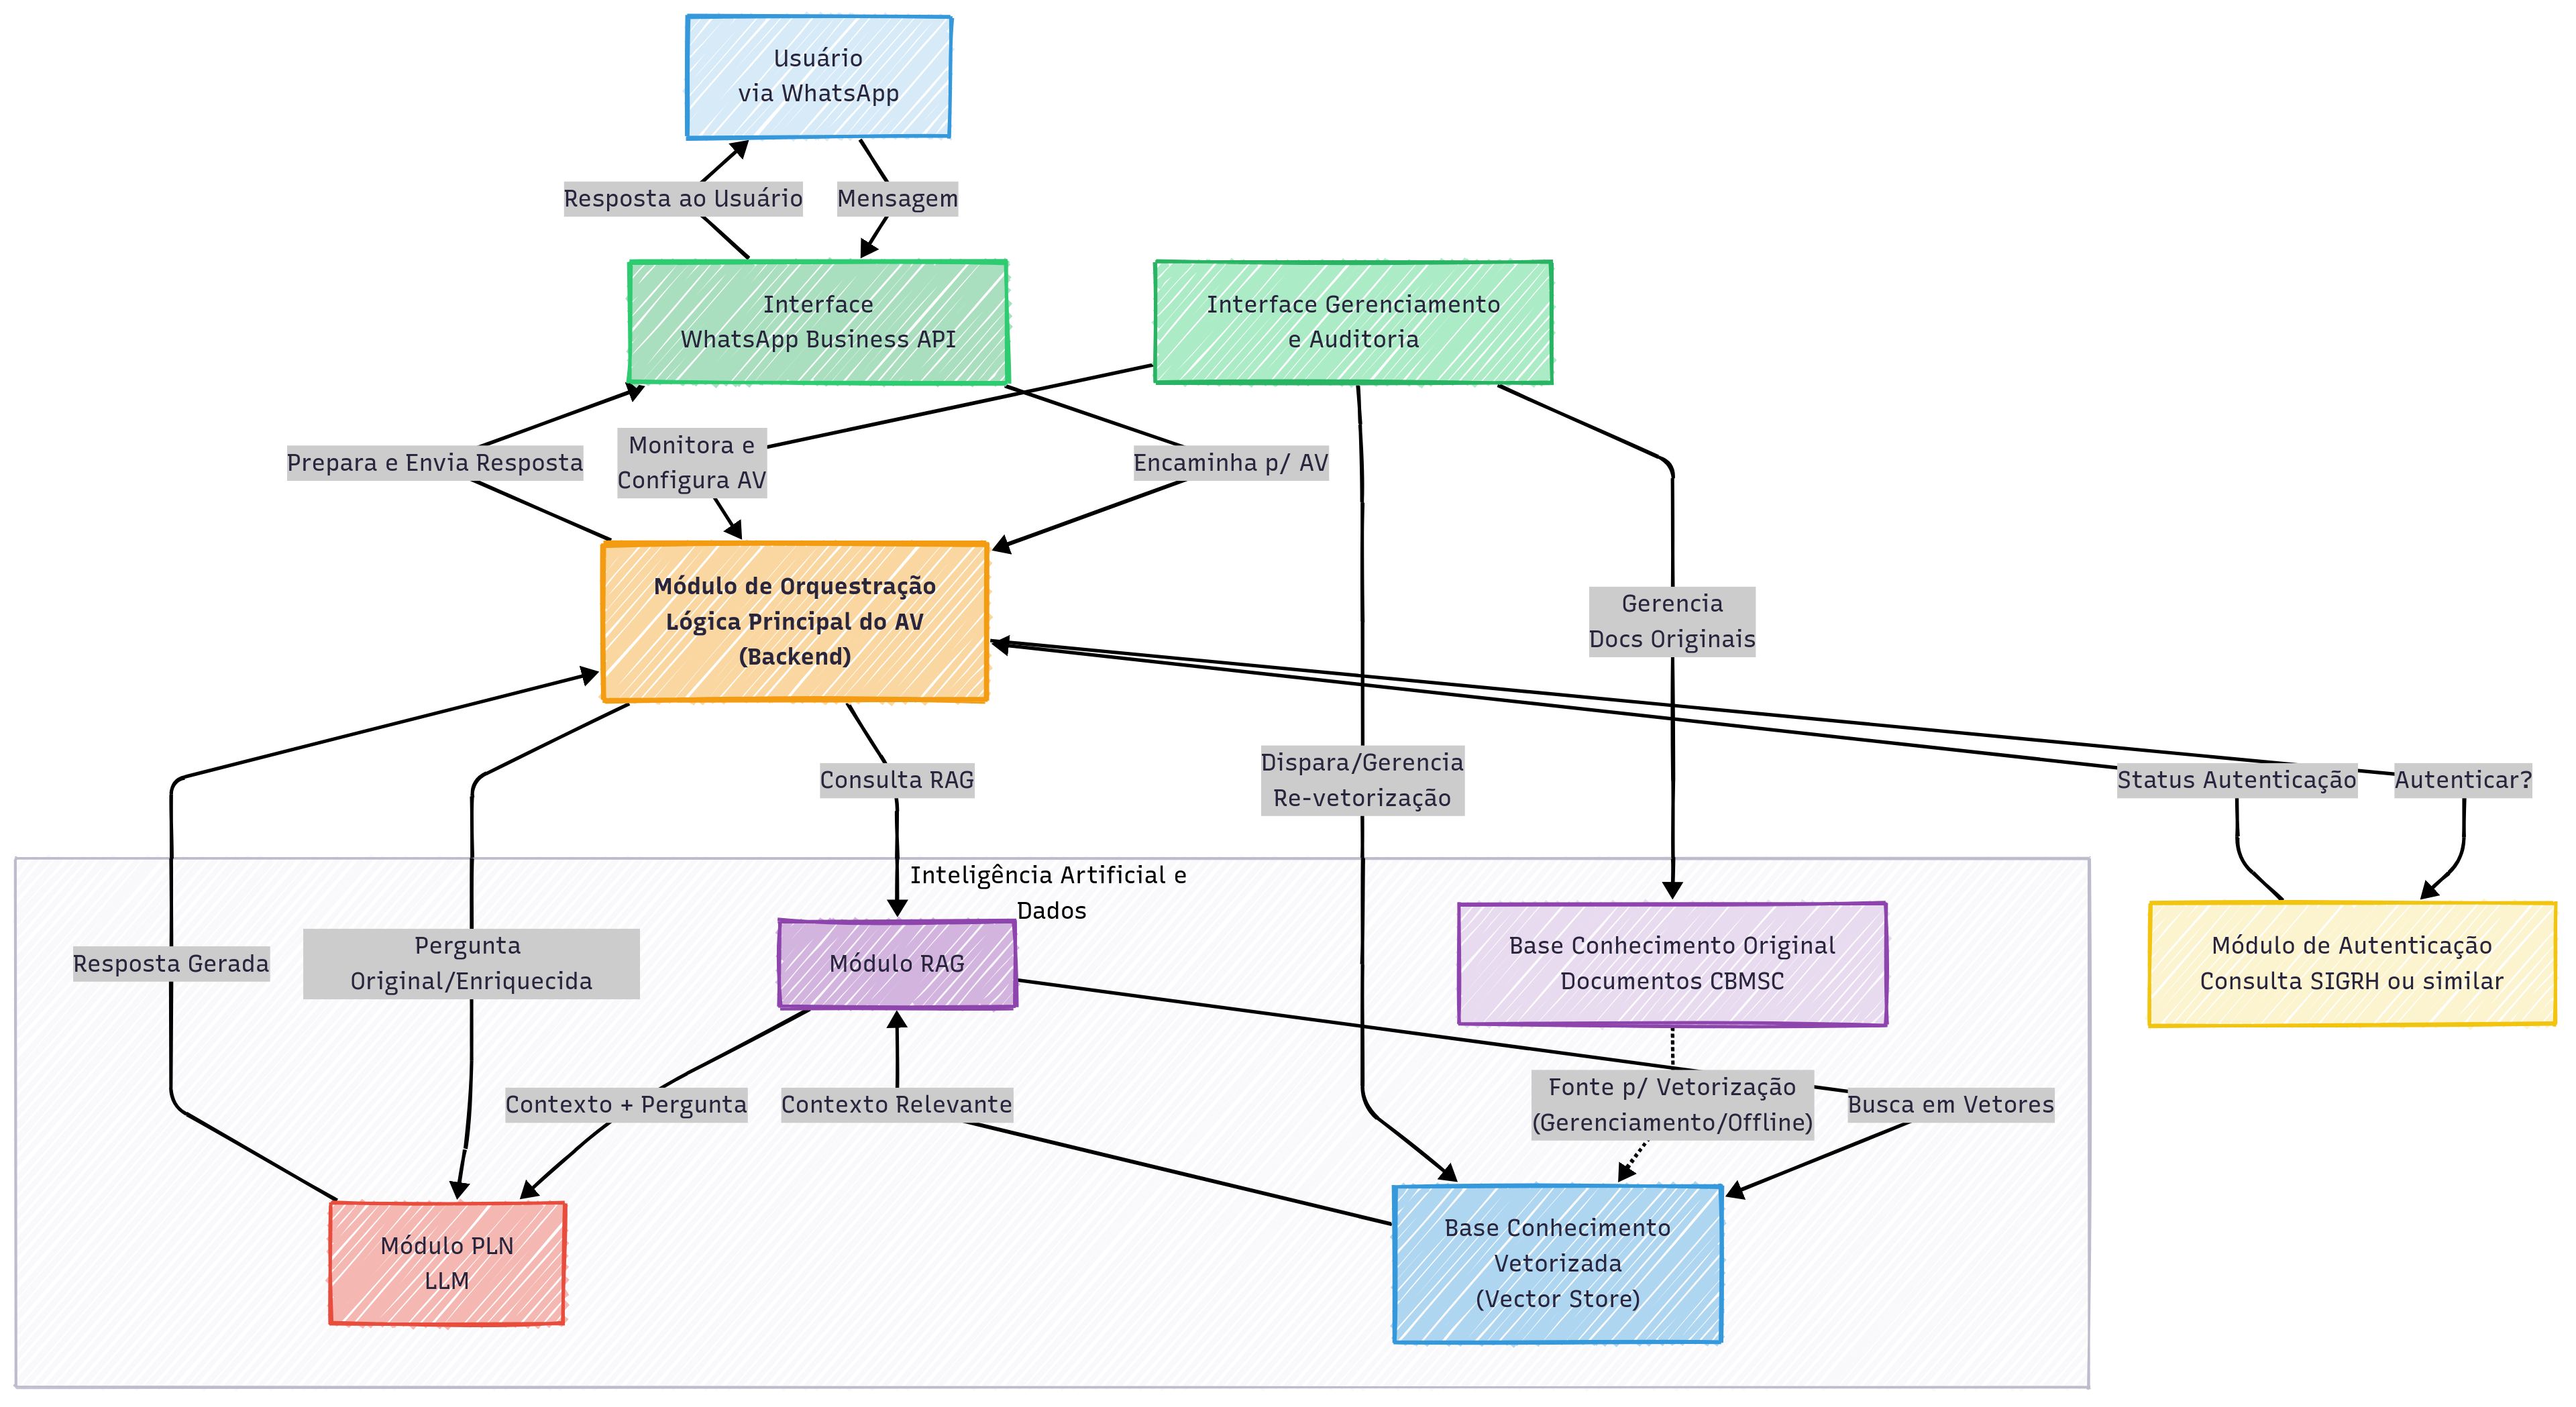 Usuário
via WhatsApp
Resposta ao Usuário
Mensagem
Interface
WhatsApp Business API
Interface Gerenciamento
e Auditoria
Prepara e Envia Resposta
Monitora e
Configura AV
Encaminha p/ AV
Módulo de Orquestração
Lógica Principal do AV
(Backend)
Gerencia
Docs Originais
Consulta RAG
Dispara/Gerencia
Re-vetorização
Status Autenticação
Autenticar?
Inteligência Artificial e
Dados
Resposta Gerada
Pergunta
Original/Enriquecida
Módulo RAG
Base Conhecimento Original
Documentos CBMSC
Módulo de Autenticação
Consulta SIGRH ou similar
Contexto + Pergunta
Contexto Relevante
Fonte p/ Vetorização
(Gerenciamento/Offline)
Busca em Vetores
Módulo PLN
LLM
Base Conhecimento
Vetorizada
(Vector Store)